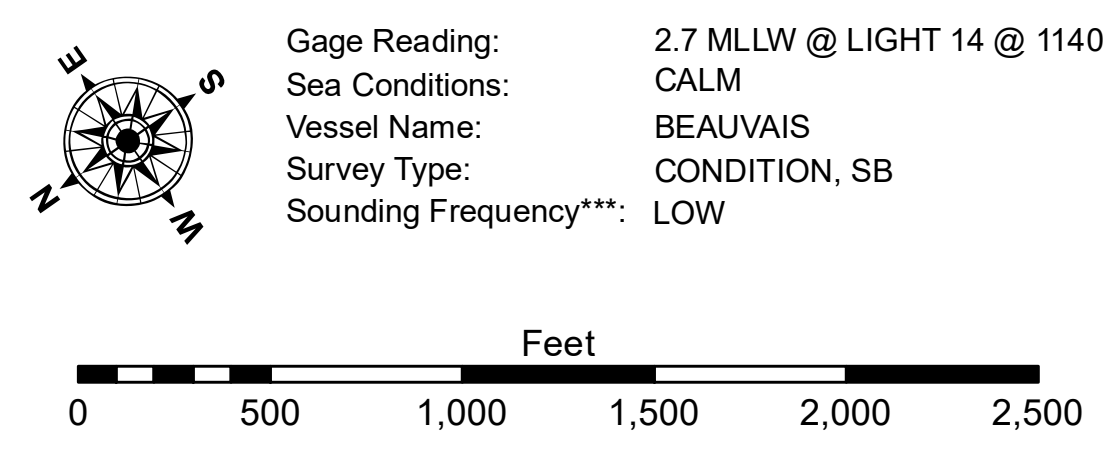 E
S
N
W
Gage Reading: 2.7 MLLW @ LIGHT 14 @ 1140
Sea Conditions: CALM
Vessel Name: BEAUVAIS
Survey Type: CONDITION, SB
Sounding Frequency***: LOW
Feet
0 500 1,000 1,500 2,000 2,500